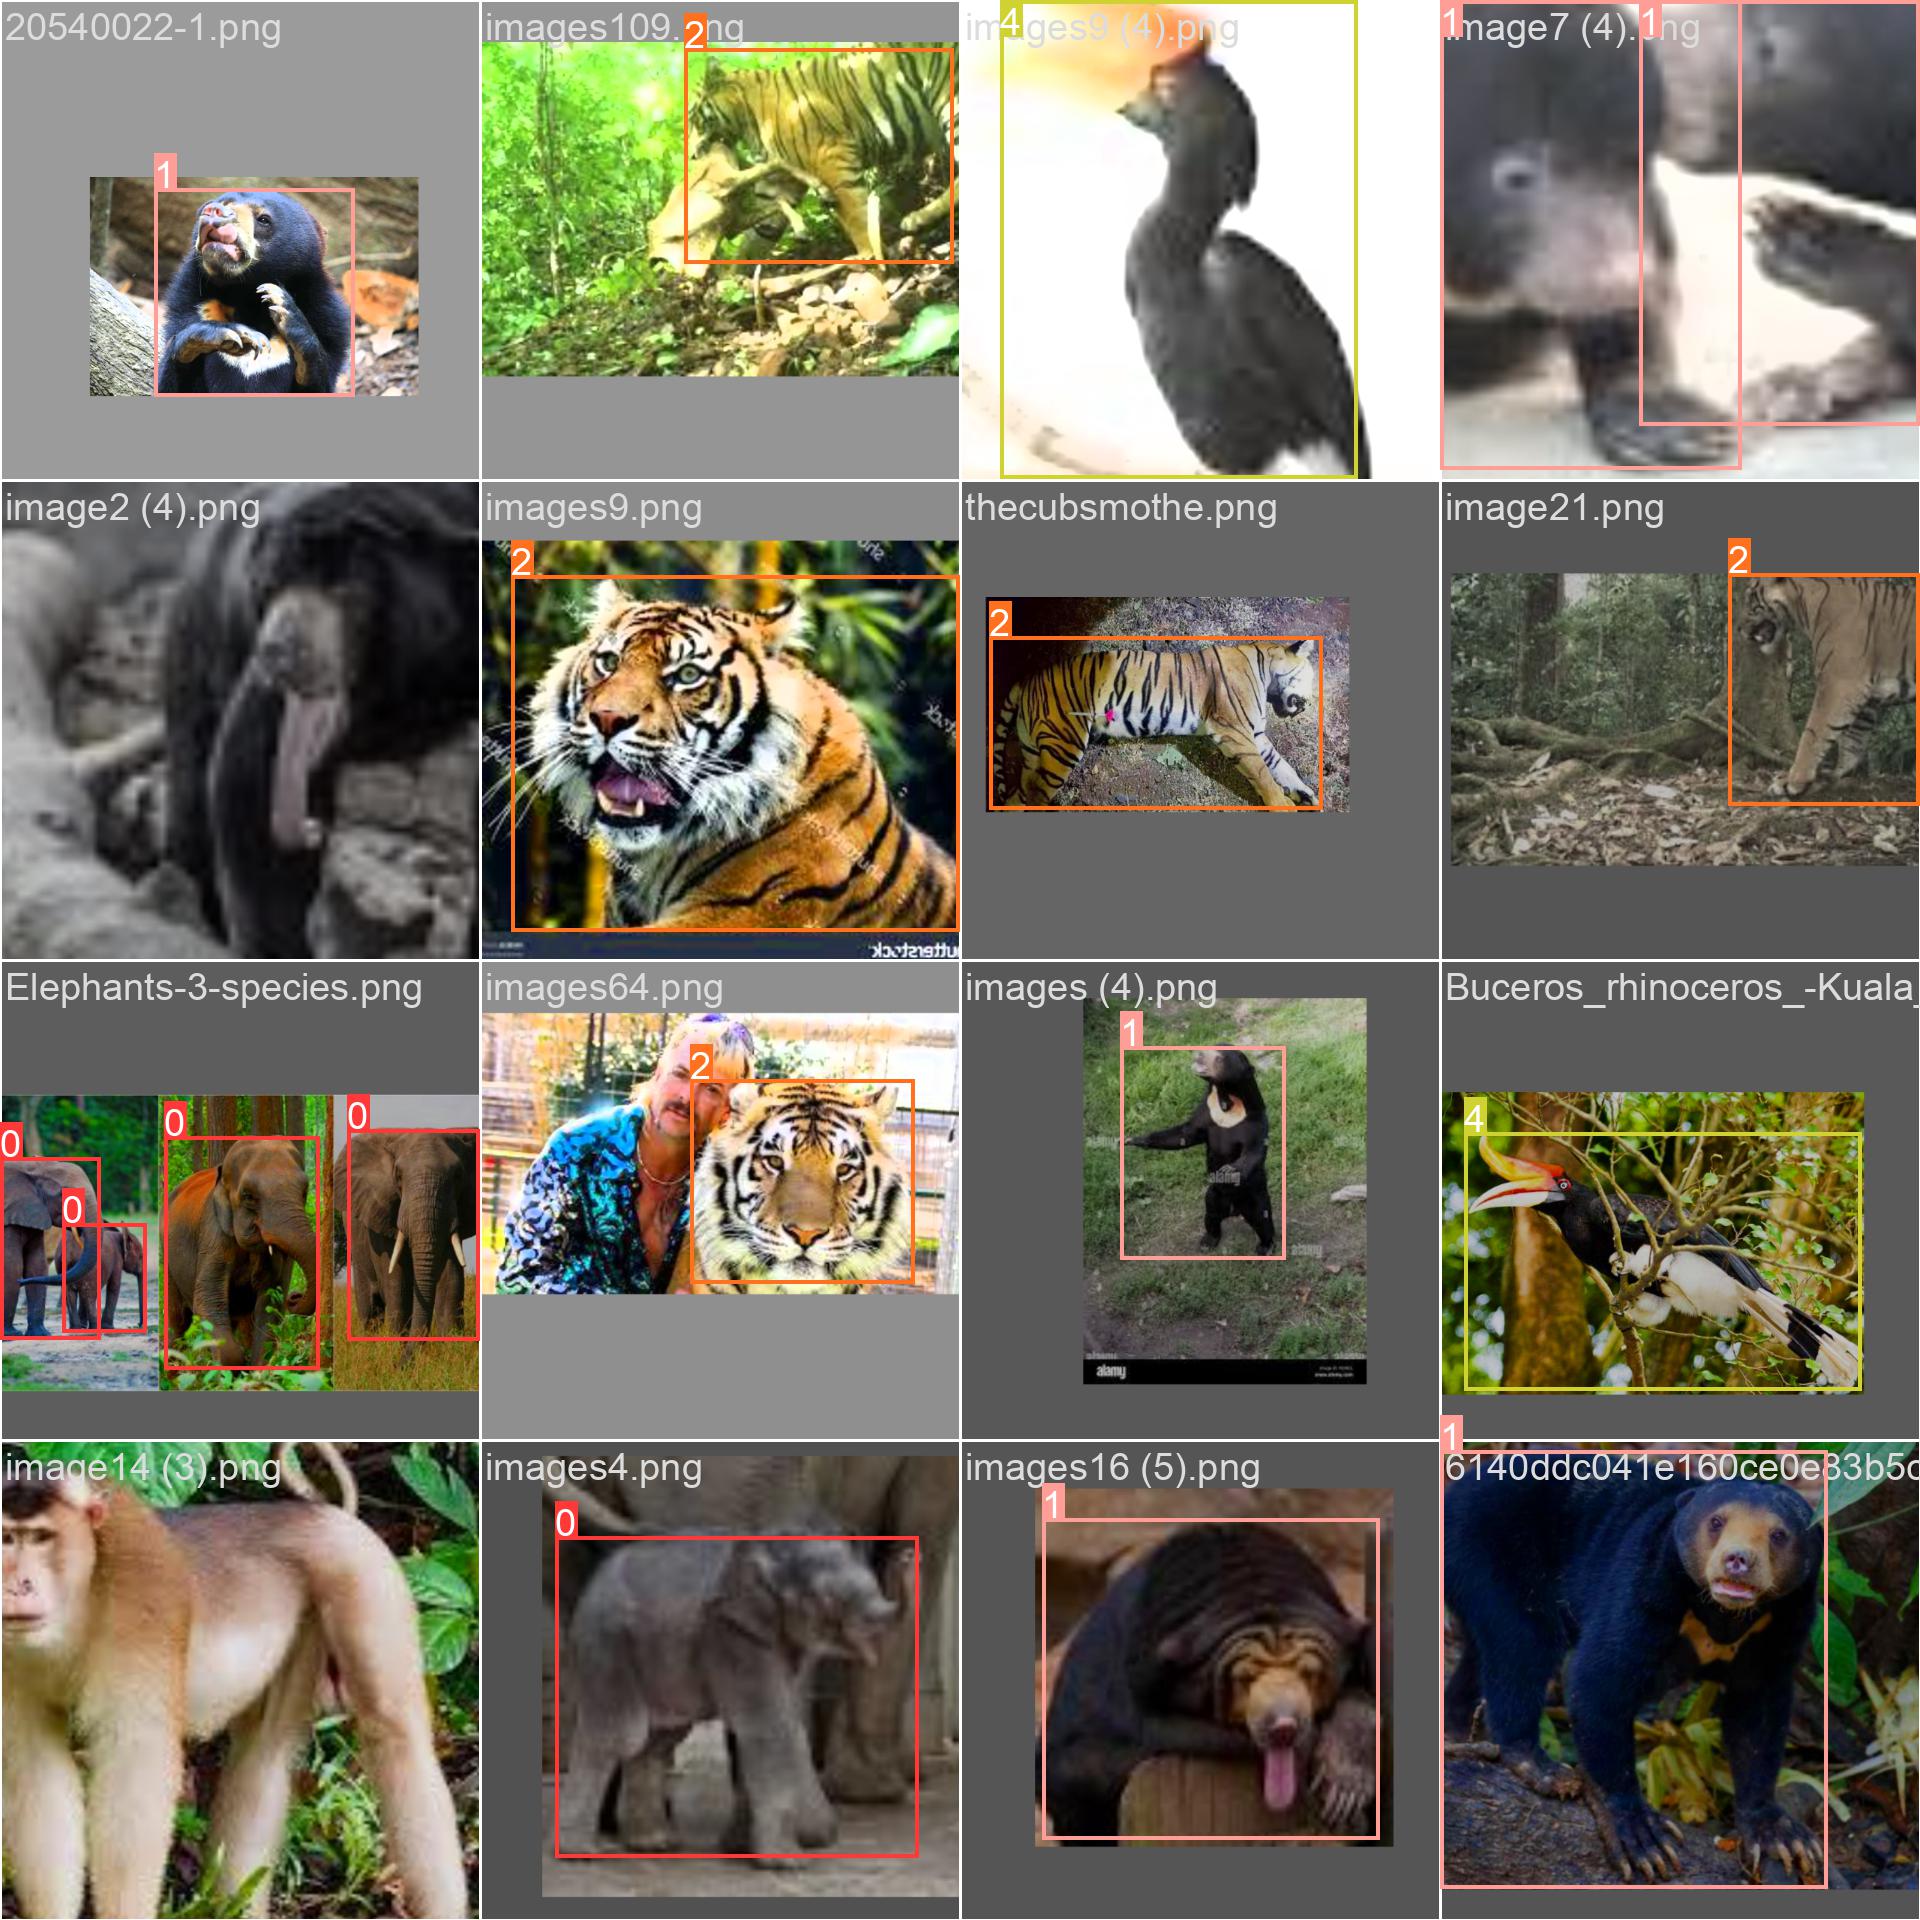 20540022-1.png
images109.png
2
images9 (4).png
4
image7 (4).png
1
1
1
image2 (4).png
images9.png
2
thecubsmothe.png
2
image21.png
2
Elephants-3-species.png
0
0
0
0
images64.png
2
images (4).png
1
alamy
alamy
Buceros_rhinoceros_-Kuala_
4
image14 (3).png
images4.png
0
images16 (5).png
1
6140ddc041e160ce0e83b5c
1